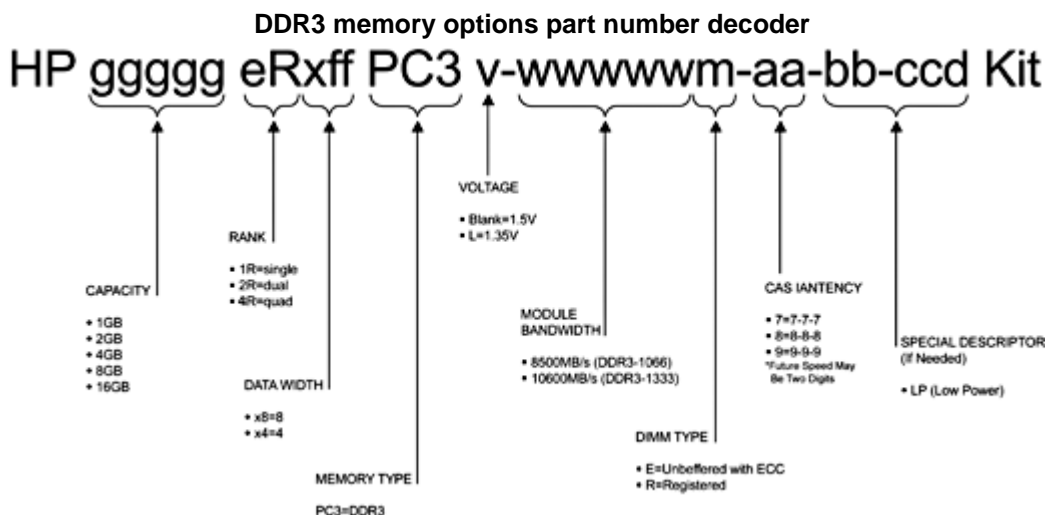 DDR3 memory options part number decoder
HP ggggg eRxff PC3 v-wwwwwm-aa-bb-ccd Kit
CAPACITY
• 1GB
• 2GB
• 4GB
• 8GB
• 16GB
RANK
• 1R=single
• 2R=dual
• 4R=quad
DATA WIDTH
• x8=8
• x4=4
MEMORY TYPE
PC3=DDR3
VOLTAGE
• Blank=1.5V
• L=1.35V
MODULE
BANDWIDTH
• 8500MB/s (DDR3-1066)
• 10600MB/s (DDR3-1333)
DIMM TYPE
• E=Unbeffered with ECC
• R=Registered
CAS IANTENCY
• 7=7-7-7
• 8=8-8-8
• 9=9-9-9
*Future Speed May
Be Two Digits
SPECIAL DESCRIPTOR
(If Needed)
• LP (Low Power)